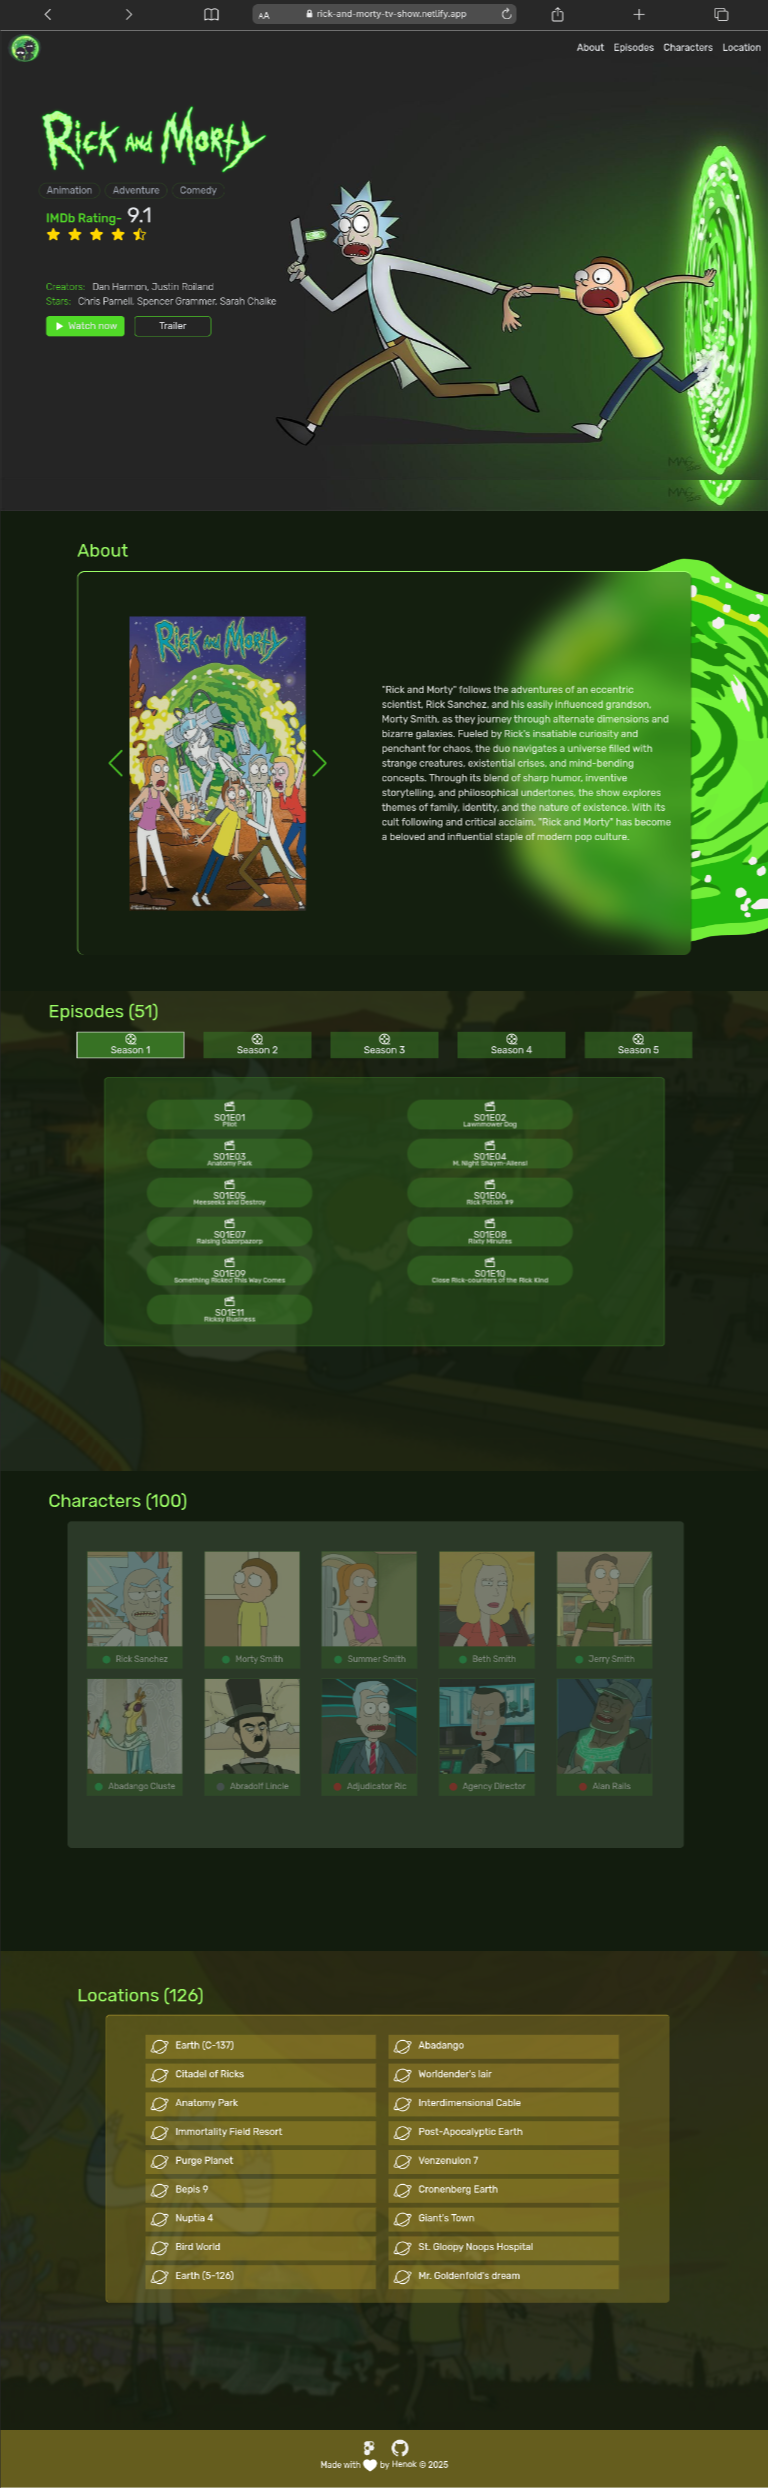 AA rick-and-morty-tv-show.netlify.app
About Episodes Characters Location
Rick and Morty
Animation Adventure Comedy
IMDb Rating- 9.1
Creators: Dan Harmon, Justin Roiland
Stars: Chris Parnell, Spencer Grammer, Sarah Chalke
Watch now Trailer
MAG
MAG
About
Rick and Morty
"Rick and Morty" follows the adventures of an eccentric
scientist, Rick Sanchez, and his easily influenced grandson,
Morty Smith, as they journey through alternate dimensions and
bizarre galaxies. Fueled by Rick's insatiable curiosity and
penchant for chaos, the duo navigates a universe filled with
strange creatures, existential crises, and mind-bending
concepts. Through its blend of sharp humor, inventive
storytelling, and philosophical undertones, the show explores
themes of family, identity, and the nature of existence. With its
cult following and critical acclaim, "Rick and Morty" has become
a beloved and influential staple of modern pop culture.
Episodes (51)
Season 1 Season 2 Season 3 Season 4 Season 5
S01E01 S01E02
Pilot Lawnmower Dog
S01E03 S01E04
Anatomy Park M. Night Shaym-Aliens!
S01E05 S01E06
Meeseeks and Destroy Rick Potion #9
S01E07 S01E08
Raising Gazorpazorp Rixty Minutes
S01E09 S01E10
Something Ricked This Way Comes Close Rick-counters of the Rick Kind
S01E11
Ricksy Business
Characters (100)
Rick Sanchez Morty Smith Summer Smith Beth Smith Jerry Smith
Abadango Cluste Abradolf Lincle Adjudicator Ric Agency Director Alan Rails
Locations (126)
Earth (C-137) Abadango
Citadel of Ricks Worldender's lair
Anatomy Park Interdimensional Cable
Immortality Field Resort Post-Apocalyptic Earth
Purge Planet Venzenulon 7
Bepis 9 Cronenberg Earth
Nuptia 4 Giant's Town
Bird World St. Gloopy Noops Hospital
Earth (5-126) Mr. Goldenfold's dream
Made with by Henok © 2025